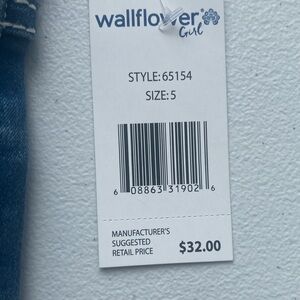 wallflower
Girl
STYLE: 65154
SIZE: 5
6 08863 31902 6
MANUFACTURER'S
SUGGESTED
RETAIL PRICE $32.00